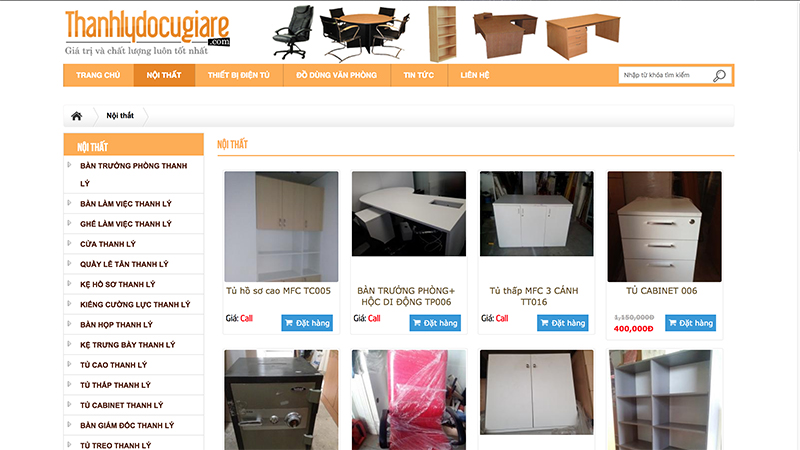 Thanhlydocugiare
.com
Giá trị và chất lượng luôn tốt nhất
TRANG CHỦ
NỘI THẤT
THIẾT BỊ ĐIỆN TỬ
ĐỒ DÙNG VĂN PHÒNG
TIN TỨC
LIÊN HỆ
Nhập từ khóa tìm kiếm
Nội thất
NỘI THẤT
BÀN TRƯỞNG PHÒNG THANH
LÝ
BÀN LÀM VIỆC THANH LÝ
GHẾ LÀM VIỆC THANH LÝ
CỬA THANH LÝ
QUẦY LỄ TÂN THANH LÝ
KỆ HỒ SƠ THANH LÝ
KIẾNG CƯỜNG LỰC THANH LÝ
BÀN HỌP THANH LÝ
KỆ TRƯNG BÀY THANH LÝ
TỦ CAO THANH LÝ
TỦ THẤP THANH LÝ
TỦ CABINET THANH LÝ
BÀN GIÁM ĐỐC THANH LÝ
TỦ TREO THANH LÝ
NỘI THẤT
Tủ hồ sơ cao MFC TC005
Giá: Call
Đặt hàng
BÀN TRƯỞNG PHÒNG+
HỘC DI ĐỘNG TP006
Giá: Call
Đặt hàng
Tủ thấp MFC 3 CÁNH
TT016
Giá: Call
Đặt hàng
TỦ CABINET 006
1,150,000Đ
400,000Đ
Đặt hàng